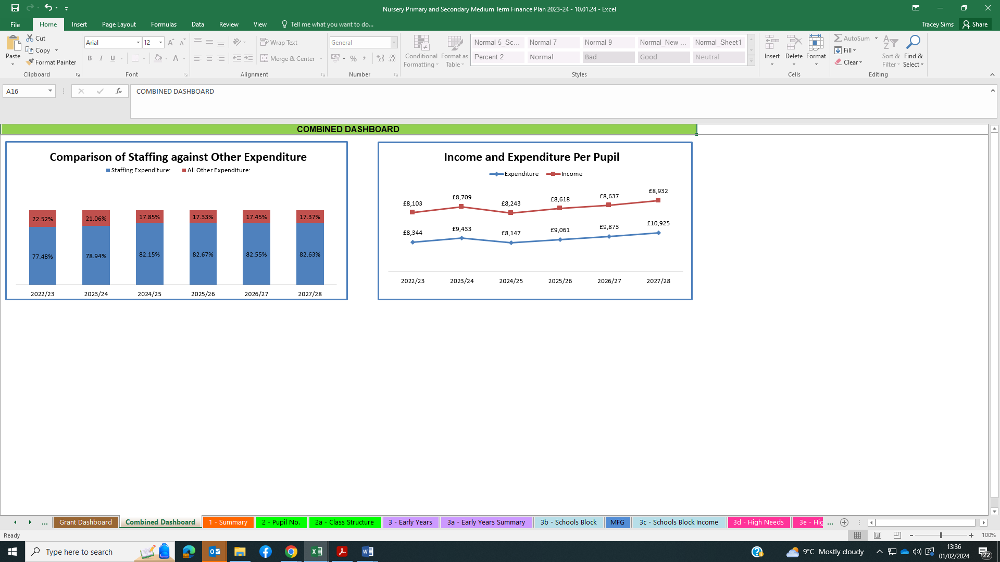 Nursery Primary and Secondary Medium Term Finance Plan 2023-24 - 10.01.24 - Excel
File Home Insert Page Layout Formulas Data Review View Tell me what you want to do... Tracey Sims Share
Paste
Cut
Copy
Format Painter
Clipboard
Arial 12
B I U A
Font
Wrap Text
Merge & Center
Alignment
General
%
Number
Conditional Formatting
Format as Table
Normal 5_Sc... Normal 7 Normal 9 Normal_New ... Normal_Sheet1
Percent 2 Normal Bad Good Neutral
Styles
Insert Delete Format
Cells
AutoSum
Fill
Clear
Sort & Filter
Find & Select
Editing
A16 fx COMBINED DASHBOARD
COMBINED DASHBOARD
Comparison of Staffing against Other Expenditure
Staffing Expenditure: All Other Expenditure:
22.52% 21.06% 17.85% 17.33% 17.45% 17.37%
77.48% 78.94% 82.15% 82.67% 82.55% 82.63%
2022/23 2023/24 2024/25 2025/26 2026/27 2027/28
Income and Expenditure Per Pupil
Expenditure Income
£8,103 £8,709 £8,243 £8,618 £8,637 £8,932
£8,344 £9,433 £8,147 £9,061 £9,873 £10,925
2022/23 2023/24 2024/25 2025/26 2026/27 2027/28
... Grant Dashboard Combined Dashboard 1 - Summary 2 - Pupil No. 2a - Class Structure 3 - Early Years 3a - Early Years Summary 3b - Schools Block MFG 3c - Schools Block Income 3d - High Needs 3e - Hig ...
Ready 100%
Type here to search 9°C Mostly cloudy 13:36
01/02/2024 22